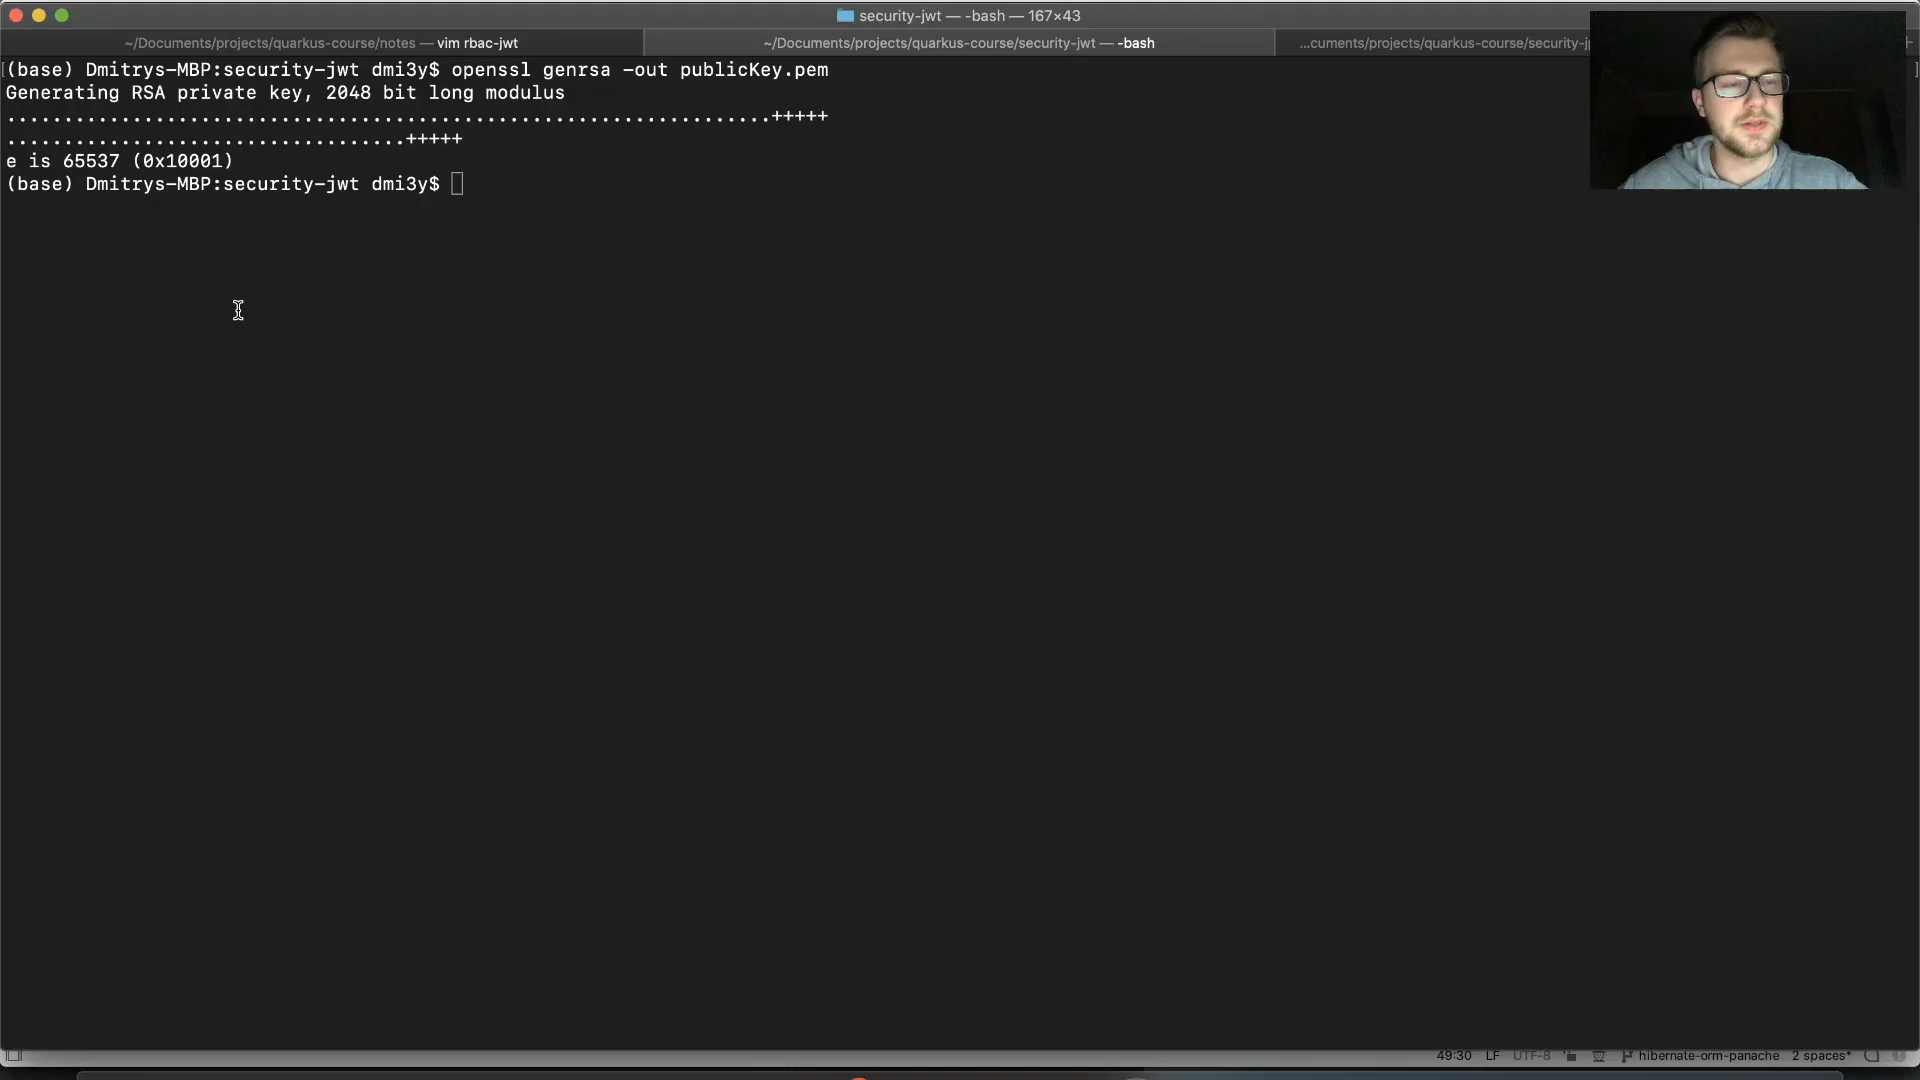 security-jwt — -bash — 167×43
~/Documents/projects/quarkus-course/notes — vim rbac-jwt
~/Documents/projects/quarkus-course/security-jwt — -bash
...cuments/projects/quarkus-course/security-j
(base) Dmitrys-MBP:security-jwt dmi3y$ openssl genrsa -out publicKey.pem
Generating RSA private key, 2048 bit long modulus
...................................................................+++++
...................................+++++
e is 65537 (0x10001)
(base) Dmitrys-MBP:security-jwt dmi3y$
49:30 LF UTF-8 hibernate-orm-panache 2 spaces*